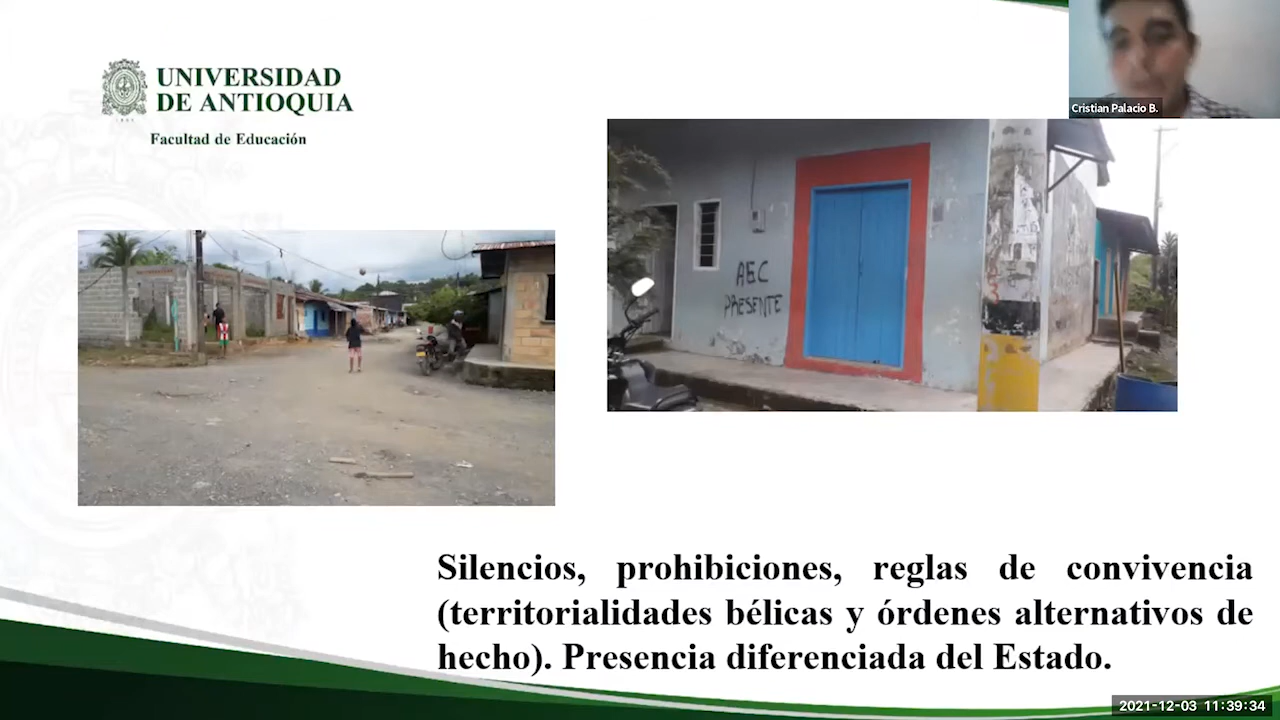 UNIVERSIDAD
DE ANTIOQUIA
Facultad de Educación
Cristian Palacio B.
AEC
PRESENTE
Silencios, prohibiciones, reglas de convivencia
(territorialidades bélicas y órdenes alternativos de
hecho). Presencia diferenciada del Estado.
2021-12-03 11:39:34